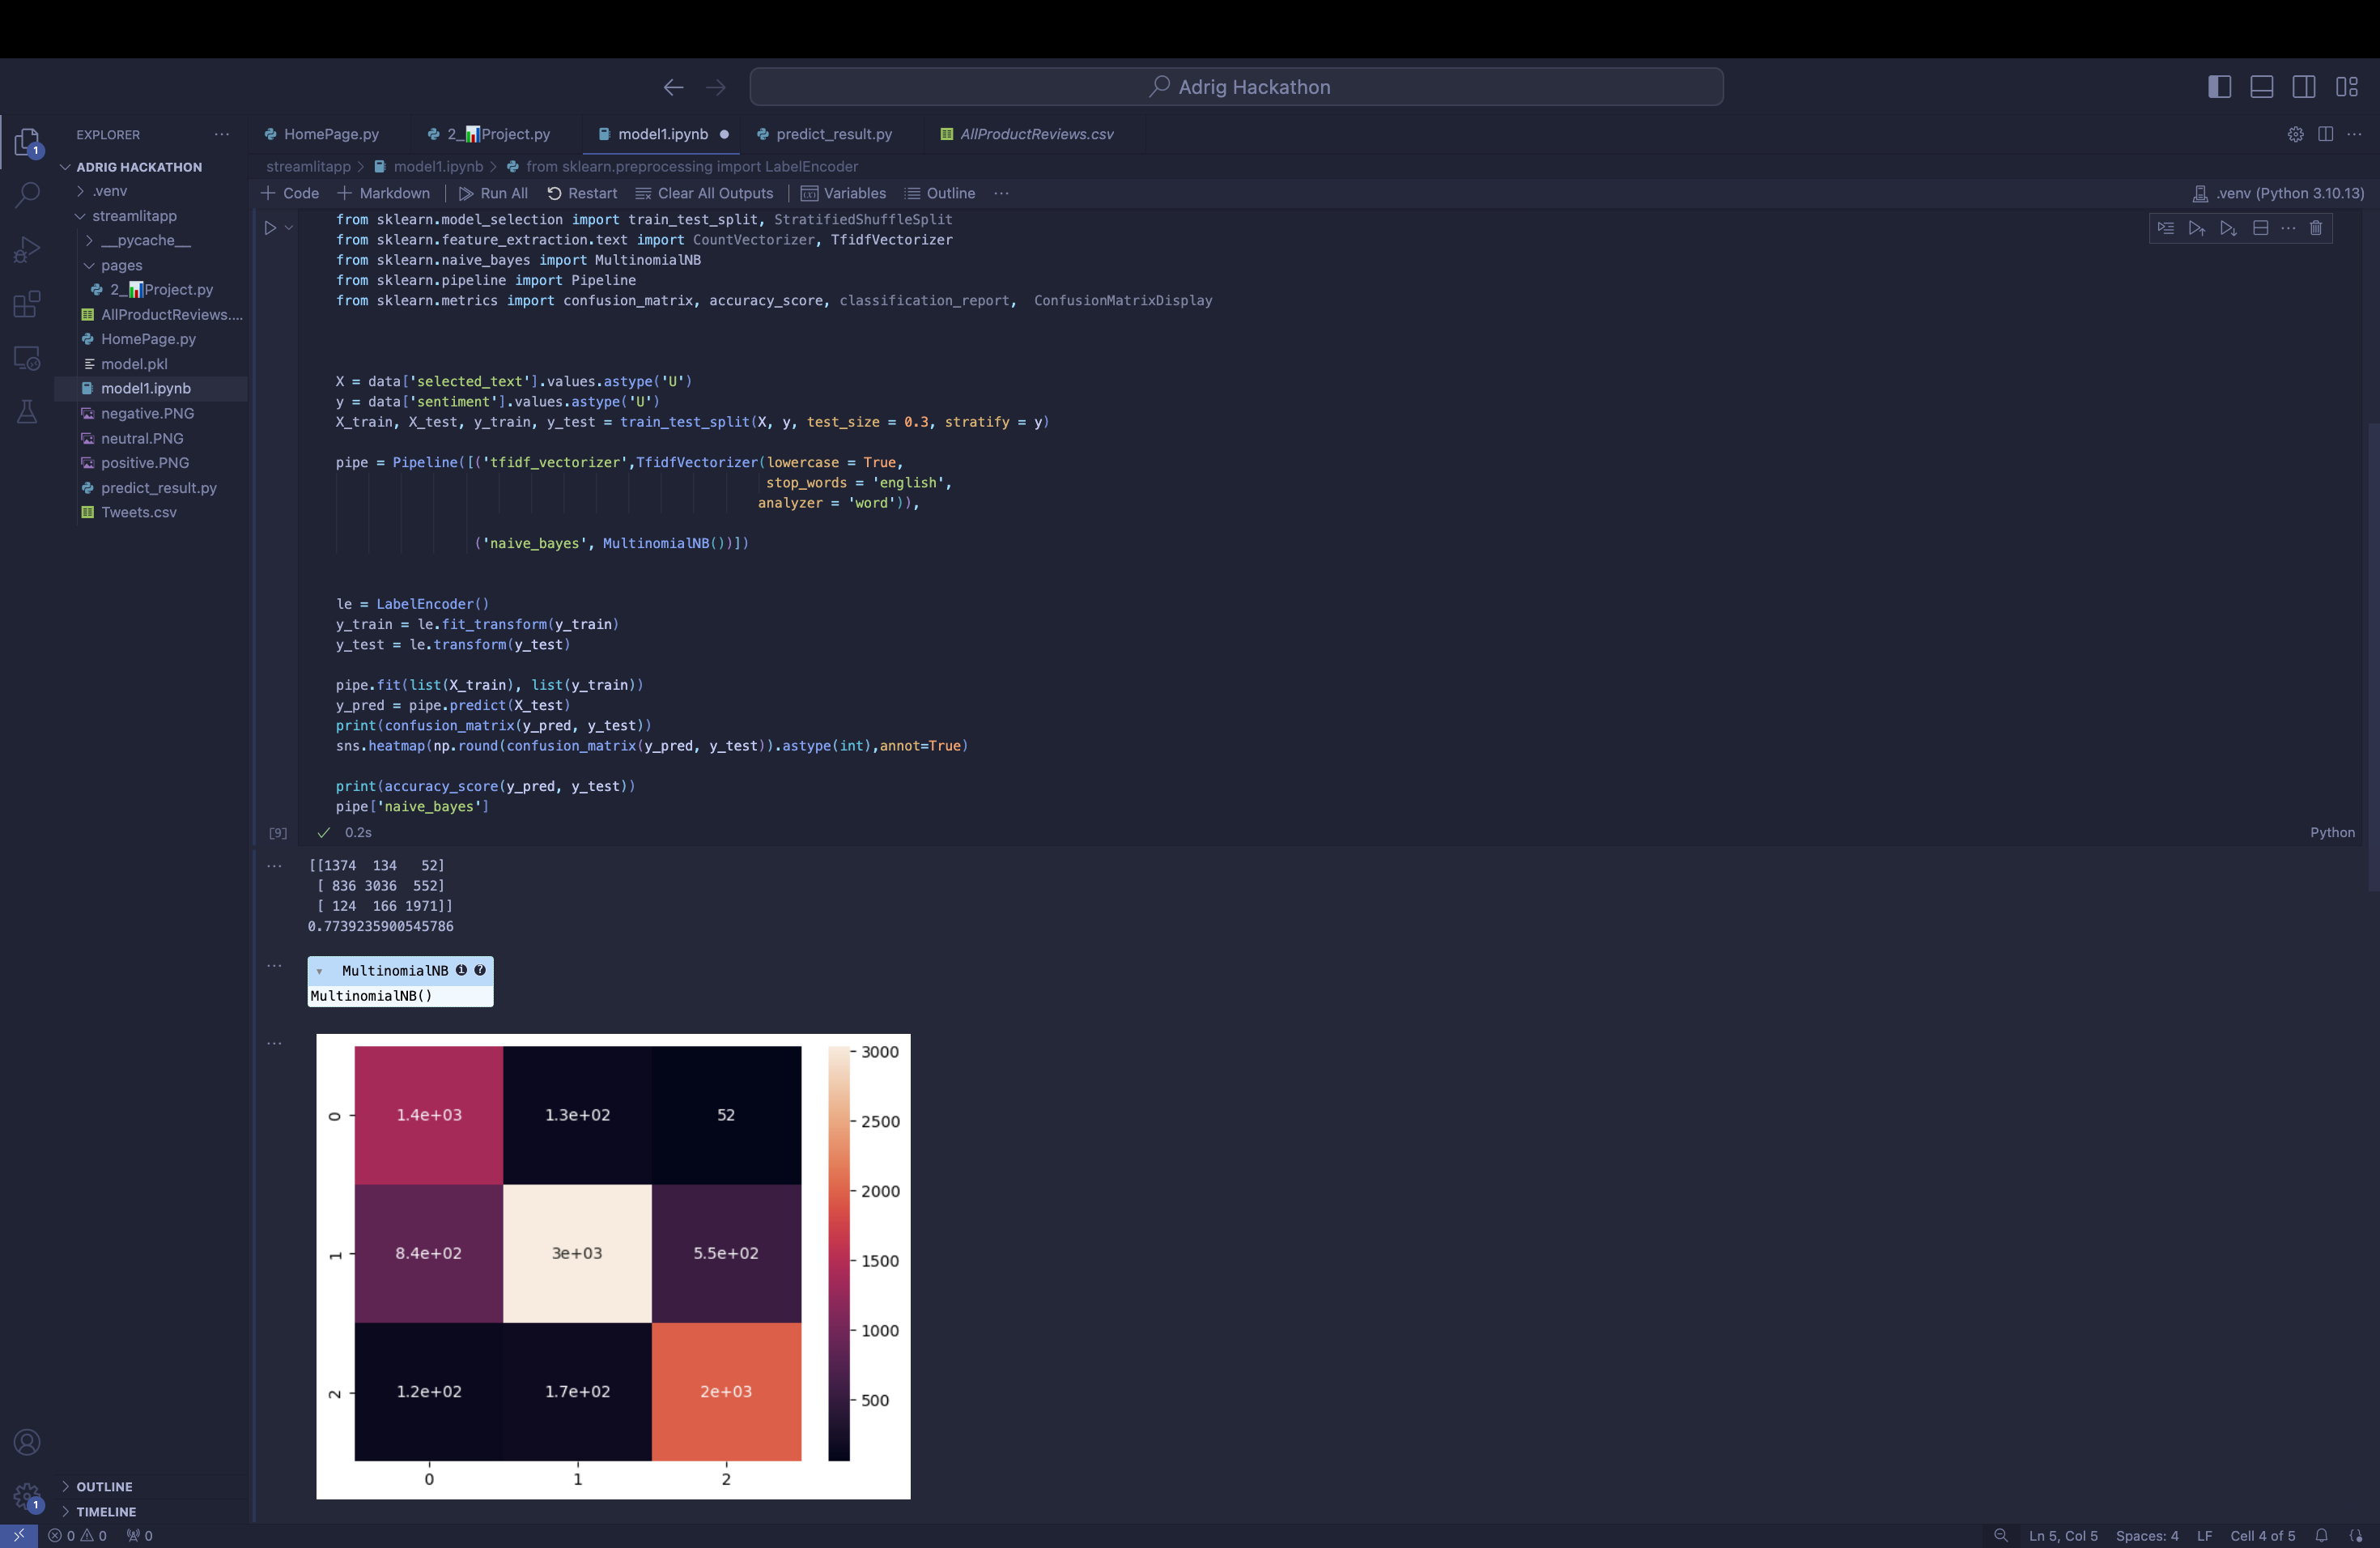 Adrig Hackathon
EXPLORER
ADRIG HACKATHON
.venv
streamlitapp
__pycache__
pages
2_📊Project.py
AllProductReviews....
HomePage.py
model.pkl
model1.ipynb
negative.PNG
neutral.PNG
positive.PNG
predict_result.py
Tweets.csv
OUTLINE
TIMELINE
1
1
HomePage.py 2_📊Project.py model1.ipynb predict_result.py AllProductReviews.csv
streamlitapp > model1.ipynb > from sklearn.preprocessing import LabelEncoder
+ Code + Markdown | Run All Restart Clear All Outputs | Variables Outline ... .venv (Python 3.10.13)
from sklearn.model_selection import train_test_split, StratifiedShuffleSplit
from sklearn.feature_extraction.text import CountVectorizer, TfidfVectorizer
from sklearn.naive_bayes import MultinomialNB
from sklearn.pipeline import Pipeline
from sklearn.metrics import confusion_matrix, accuracy_score, classification_report,  ConfusionMatrixDisplay
X = data['selected_text'].values.astype('U')
y = data['sentiment'].values.astype('U')
X_train, X_test, y_train, y_test = train_test_split(X, y, test_size = 0.3, stratify = y)
pipe = Pipeline([('tfidf_vectorizer',TfidfVectorizer(lowercase = True,
stop_words = 'english',
analyzer = 'word')),
('naive_bayes', MultinomialNB())])
le = LabelEncoder()
y_train = le.fit_transform(y_train)
y_test = le.transform(y_test)
pipe.fit(list(X_train), list(y_train))
y_pred = pipe.predict(X_test)
print(confusion_matrix(y_pred, y_test))
sns.heatmap(np.round(confusion_matrix(y_pred, y_test)).astype(int),annot=True)
print(accuracy_score(y_pred, y_test))
pipe['naive_bayes']
[9] 0.2s Python
[[1374  134   52]
[ 836 3036  552]
[ 124  166 1971]]
0.7739235900545786
MultinomialNB i ?
MultinomialNB()
0 1.4e+03 1.3e+02 52
1 8.4e+02 3e+03 5.5e+02
2 1.2e+02 1.7e+02 2e+03
0 1 2
3000
2500
2000
1500
1000
500
0 0 0 Ln 5, Col 5 Spaces: 4 LF Cell 4 of 5